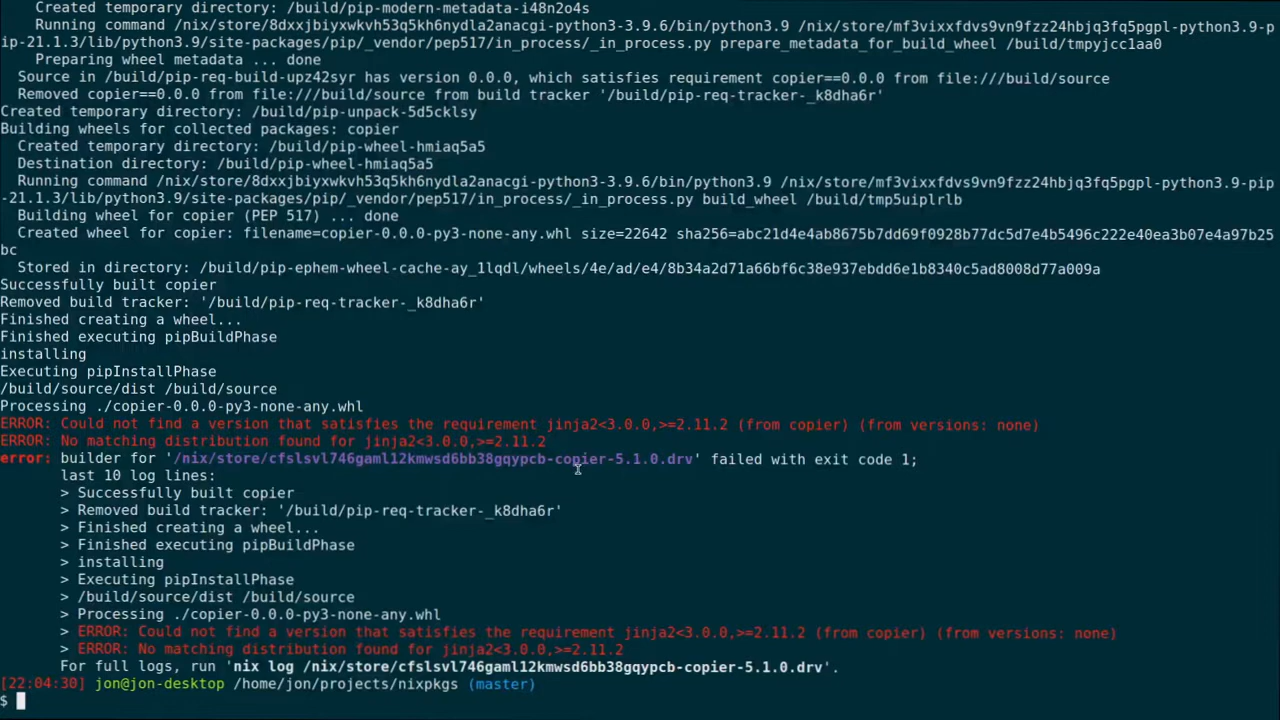 Created temporary directory: /build/pip-modern-metadata-i48n2o4s
Running command /nix/store/8dxxjbiyxwkvh53q5kh6nydla2anacgi-python3-3.9.6/bin/python3.9 /nix/store/mf3vixxfdvs9vn9fzz24hbjq3fq5pgpl-python3.9-p
ip-21.1.3/lib/python3.9/site-packages/pip/_vendor/pep517/in_process/_in_process.py prepare_metadata_for_build_wheel /build/tmpyjcc1aa0
Preparing wheel metadata ... done
Source in /build/pip-req-build-upz42syr has version 0.0.0, which satisfies requirement copier==0.0.0 from file:///build/source
Removed copier==0.0.0 from file:///build/source from build tracker '/build/pip-req-tracker-_k8dha6r'
Created temporary directory: /build/pip-unpack-5d5cklsy
Building wheels for collected packages: copier
Created temporary directory: /build/pip-wheel-hmiaq5a5
Destination directory: /build/pip-wheel-hmiaq5a5
Running command /nix/store/8dxxjbiyxwkvh53q5kh6nydla2anacgi-python3-3.9.6/bin/python3.9 /nix/store/mf3vixxfdvs9vn9fzz24hbjq3fq5pgpl-python3.9-pip
-21.1.3/lib/python3.9/site-packages/pip/_vendor/pep517/in_process/_in_process.py build_wheel /build/tmp5uiplrlb
Building wheel for copier (PEP 517) ... done
Created wheel for copier: filename=copier-0.0.0-py3-none-any.whl size=22642 sha256=abc21d4e4ab8675b7dd69f0928b77dc5d7e4b5496c222e40ea3b07e4a97b25
bc
Stored in directory: /build/pip-ephem-wheel-cache-ay_1lqdl/wheels/4e/ad/e4/8b34a2d71a66bf6c38e937ebdd6e1b8340c5ad8008d77a009a
Successfully built copier
Removed build tracker: '/build/pip-req-tracker-_k8dha6r'
Finished creating a wheel...
Finished executing pipBuildPhase
installing
Executing pipInstallPhase
/build/source/dist /build/source
Processing ./copier-0.0.0-py3-none-any.whl
ERROR: Could not find a version that satisfies the requirement jinja2<3.0.0,>=2.11.2 (from copier) (from versions: none)
ERROR: No matching distribution found for jinja2<3.0.0,>=2.11.2
error: builder for '/nix/store/cfslsvl746gaml12kmwsd6bb38gqypcb-copier-5.1.0.drv' failed with exit code 1;
last 10 log lines:
> Successfully built copier
> Removed build tracker: '/build/pip-req-tracker-_k8dha6r'
> Finished creating a wheel...
> Finished executing pipBuildPhase
> installing
> Executing pipInstallPhase
> /build/source/dist /build/source
> Processing ./copier-0.0.0-py3-none-any.whl
> ERROR: Could not find a version that satisfies the requirement jinja2<3.0.0,>=2.11.2 (from copier) (from versions: none)
> ERROR: No matching distribution found for jinja2<3.0.0,>=2.11.2
For full logs, run 'nix log /nix/store/cfslsvl746gaml12kmwsd6bb38gqypcb-copier-5.1.0.drv'.
[22:04:30] jon@jon-desktop /home/jon/projects/nixpkgs (master)
$